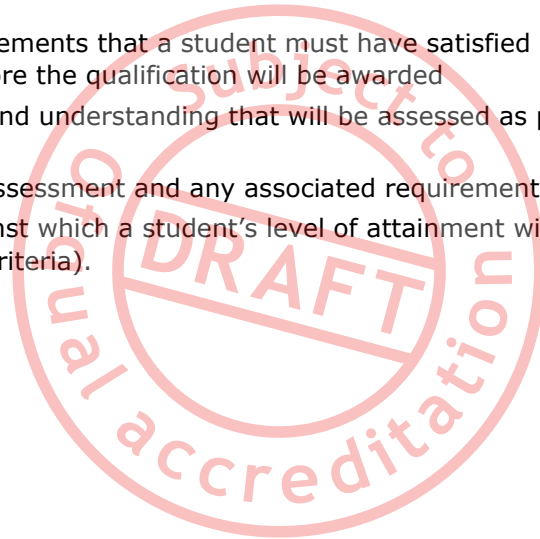 ements that a student must have satisfied
ore the qualification will be awarded
nd understanding that will be assessed as p
ssessment and any associated requirement
nst which a student's level of attainment wi
riteria).
Subject to
DRAFT
Ofqual accreditation